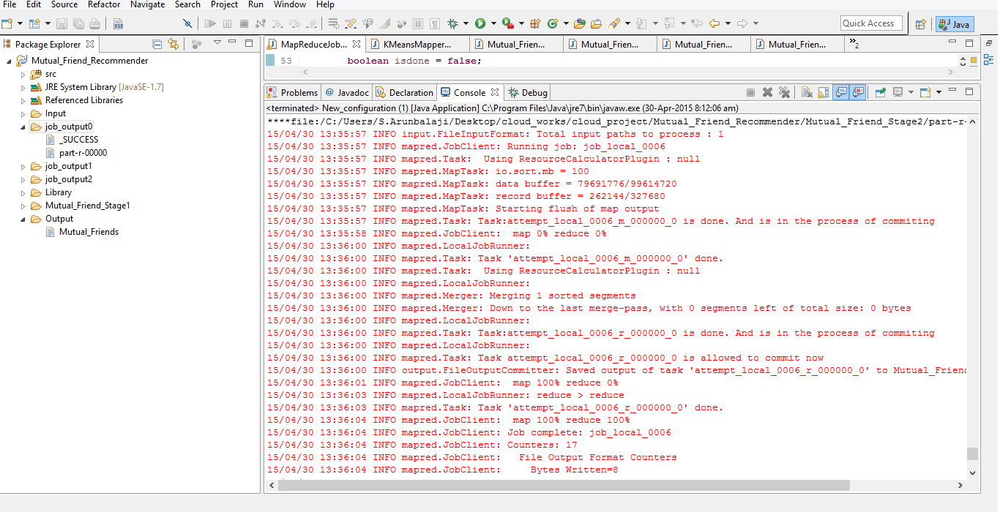 File Edit Source Refactor Navigate Search Project Run Window Help
Quick Access
Java
Package Explorer
MapReduceJob...
KMeansMapper...
Mutual_Frien...
Mutual_Frien...
Mutual_Frien...
Mutual_Frien...
»2
53 boolean isdone = false;
Mutual_Friend_Recommender
src
JRE System Library [JavaSE-1.7]
Referenced Libraries
Input
job_output0
_SUCCESS
part-r-00000
job_output1
job_output2
Library
Mutual_Friend_Stage1
Output
Mutual_Friends
Problems @ Javadoc Declaration Console Debug
<terminated> New_configuration (1) [Java Application] C:\Program Files\Java\jre7\bin\javaw.exe (30-Apr-2015 8:12:06 am)
****file:/C:/Users/S.Arunbalaji/Desktop/cloud_works/cloud_project/Mutual_Friend_Recommender/Mutual_Friend_Stage2/part-r-
15/04/30 13:35:57 INFO input.FileInputFormat: Total input paths to process : 1
15/04/30 13:35:57 INFO mapred.JobClient: Running job: job_local_0006
15/04/30 13:35:57 INFO mapred.Task:  Using ResourceCalculatorPlugin : null
15/04/30 13:35:57 INFO mapred.MapTask: io.sort.mb = 100
15/04/30 13:35:57 INFO mapred.MapTask: data buffer = 79691776/99614720
15/04/30 13:35:57 INFO mapred.MapTask: record buffer = 262144/327680
15/04/30 13:35:57 INFO mapred.MapTask: Starting flush of map output
15/04/30 13:35:57 INFO mapred.Task: Task:attempt_local_0006_m_000000_0 is done. And is in the process of commiting
15/04/30 13:35:58 INFO mapred.JobClient:  map 0% reduce 0%
15/04/30 13:36:00 INFO mapred.LocalJobRunner:
15/04/30 13:36:00 INFO mapred.Task: Task 'attempt_local_0006_m_000000_0' done.
15/04/30 13:36:00 INFO mapred.Task:  Using ResourceCalculatorPlugin : null
15/04/30 13:36:00 INFO mapred.LocalJobRunner:
15/04/30 13:36:00 INFO mapred.Merger: Merging 1 sorted segments
15/04/30 13:36:00 INFO mapred.Merger: Down to the last merge-pass, with 0 segments left of total size: 0 bytes
15/04/30 13:36:00 INFO mapred.LocalJobRunner:
15/04/30 13:36:00 INFO mapred.Task: Task:attempt_local_0006_r_000000_0 is done. And is in the process of commiting
15/04/30 13:36:00 INFO mapred.LocalJobRunner:
15/04/30 13:36:00 INFO mapred.Task: Task attempt_local_0006_r_000000_0 is allowed to commit now
15/04/30 13:36:00 INFO output.FileOutputCommitter: Saved output of task 'attempt_local_0006_r_000000_0' to Mutual_Frien
15/04/30 13:36:01 INFO mapred.JobClient:  map 100% reduce 0%
15/04/30 13:36:03 INFO mapred.LocalJobRunner: reduce > reduce
15/04/30 13:36:03 INFO mapred.Task: Task 'attempt_local_0006_r_000000_0' done.
15/04/30 13:36:04 INFO mapred.JobClient:  map 100% reduce 100%
15/04/30 13:36:04 INFO mapred.JobClient: Job complete: job_local_0006
15/04/30 13:36:04 INFO mapred.JobClient: Counters: 17
15/04/30 13:36:04 INFO mapred.JobClient:   File Output Format Counters
15/04/30 13:36:04 INFO mapred.JobClient:     Bytes Written=8